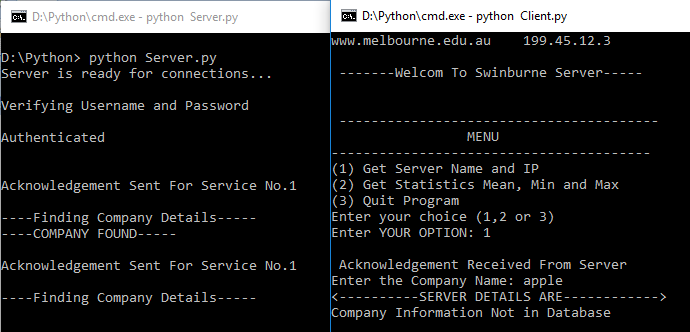 D:\Python\cmd.exe - python  Server.py
D:\Python> python Server.py
Server is ready for connections...
Verifying Username and Password
Authenticated
Acknowledgement Sent For Service No.1
----Finding Company Details-----
----COMPANY FOUND-----
Acknowledgement Sent For Service No.1
----Finding Company Details-----
D:\Python\cmd.exe - python  Client.py
www.melbourne.edu.au    199.45.12.3
-------Welcom To Swinburne Server-----
----------------------------------------
MENU
----------------------------------------
(1) Get Server Name and IP
(2) Get Statistics Mean, Min and Max
(3) Quit Program
Enter your choice (1,2 or 3)
Enter YOUR OPTION: 1
Acknowledgement Received From Server
Enter the Company Name: apple
<----------SERVER DETAILS ARE------------>
Company Information Not in Database